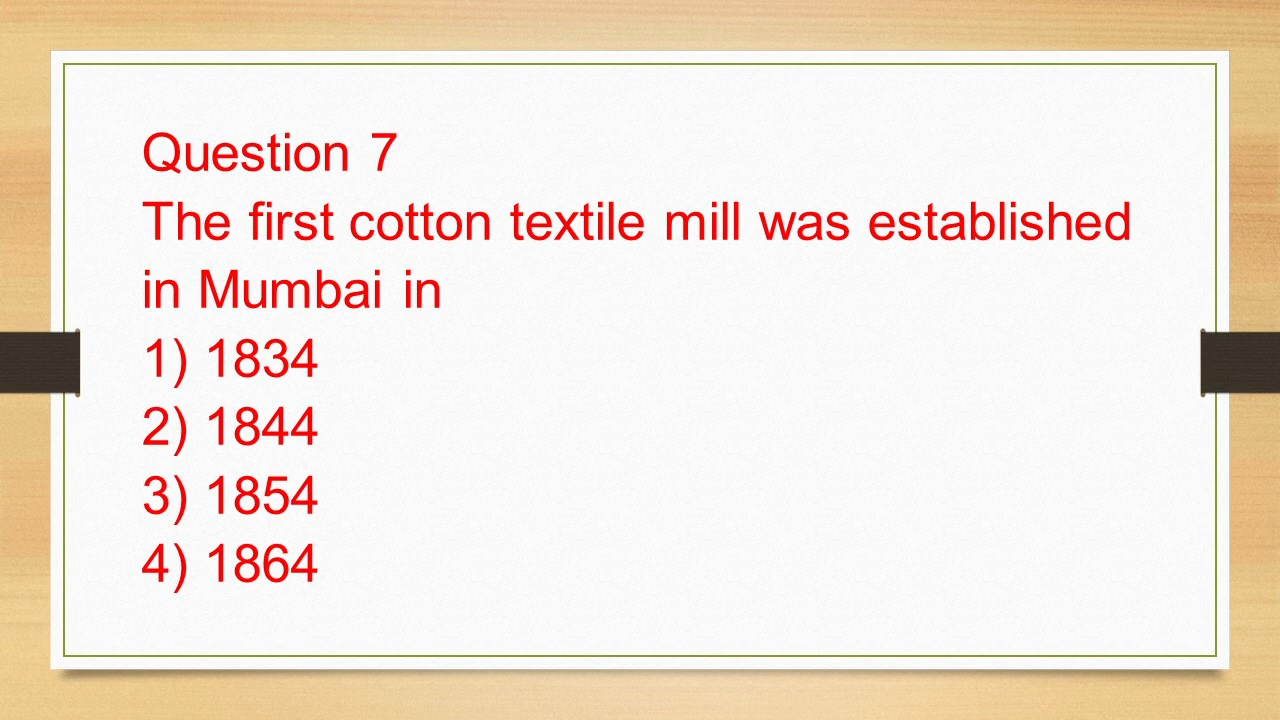 Question 7
The first cotton textile mill was established
in Mumbai in
1) 1834
2) 1844
3) 1854
4) 1864